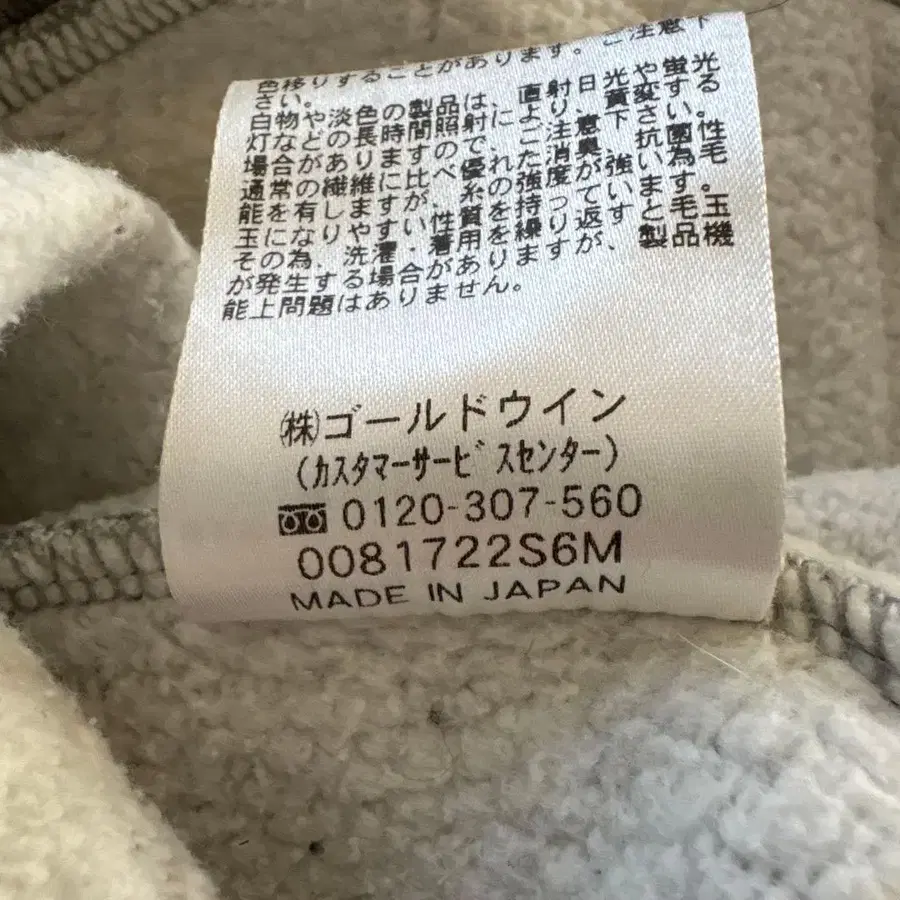 色移りすることがあります。ご注意下
さい。
白物や淡色の製品は、直射日光や蛍光
灯などの長時間照射により、質変する
場合がありますので、ご注意下さい。
通常の繊維に比べ、優れた消臭、抗菌性
能を有しますが、糸の強度が強い為、毛
玉になりやすい性質を持っています。
その為、洗濯・着用を繰り返すと毛玉
が発生する場合がありますが、製品機
能上問題はありません。
㈱ゴールドウイン
(ｶｽﾀﾏｰｻｰﾋﾞｽｾﾝﾀｰ)
0120-307-560
0081722S6M
MADE IN JAPAN